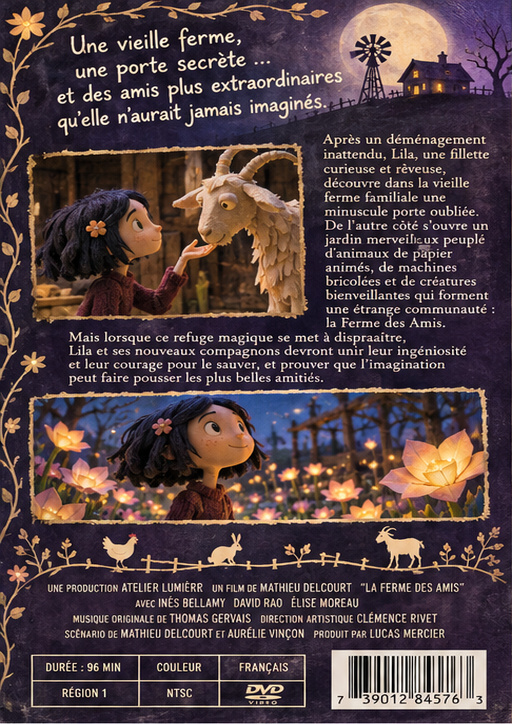 Une vieille ferme,
une porte secrète ...
et des amis plus extraordinaires
qu'elle n'aurait jamais imaginés.
Après un déménagement
inattendu, Lila, une fillette
curieuse et rêveuse,
découvre dans la vieille
ferme familiale une
minuscule porte oubliée.
De l'autre côté s'ouvre un
jardin merveilleux peuplé
d'animaux de papier
animés, de machines
bricolées et de créatures
bienveillantes qui forment
une étrange communauté :
la Ferme des Amis.
Mais lorsque ce refuge magique se met à dispraaître,
Lila et ses nouveaux compagnons devront unir leur ingéniosité
et leur courage pour le sauver, et prouver que l'imagination
peut faire pousser les plus belles amitiés.
UNE PRODUCTION ATELIER LUMIÈRR UN FILM DE MATHIEU DELCOURT "LA FERME DES AMIS"
AVEC INÈS BELLAMY DAVID RAO ÉLISE MOREAU
MUSIQUE ORIGINALE DE THOMAS GERVAIS DIRECTION ARTISTIQUE CLÉMENCE RIVET
SCÉNARIO DE MATHIEU DELCOURT ET AURÉLIE VINÇON PRODUIT PAR LUCAS MERCIER
DURÉE : 96 MIN COULEUR FRANÇAIS
RÉGION 1 NTSC DVD VIDEO
7 39012 84576 3